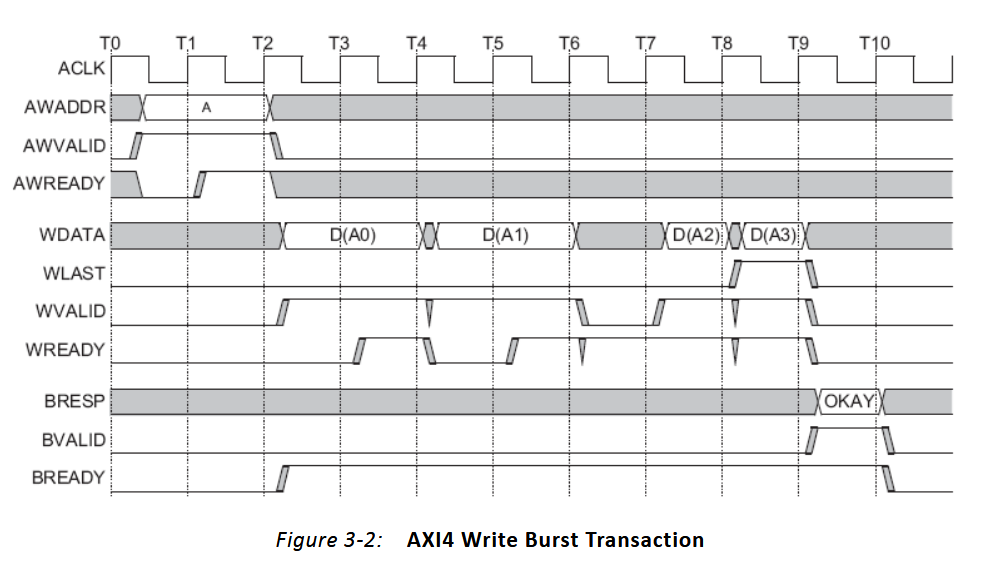 T0 T1 T2 T3 T4 T5 T6 T7 T8 T9 T10
ACLK
AWADDR A
AWVALID
AWREADY
WDATA D(A0) D(A1) D(A2) D(A3)
WLAST
WVALID
WREADY
BRESP OKAY
BVALID
BREADY
Figure 3-2: AXI4 Write Burst Transaction